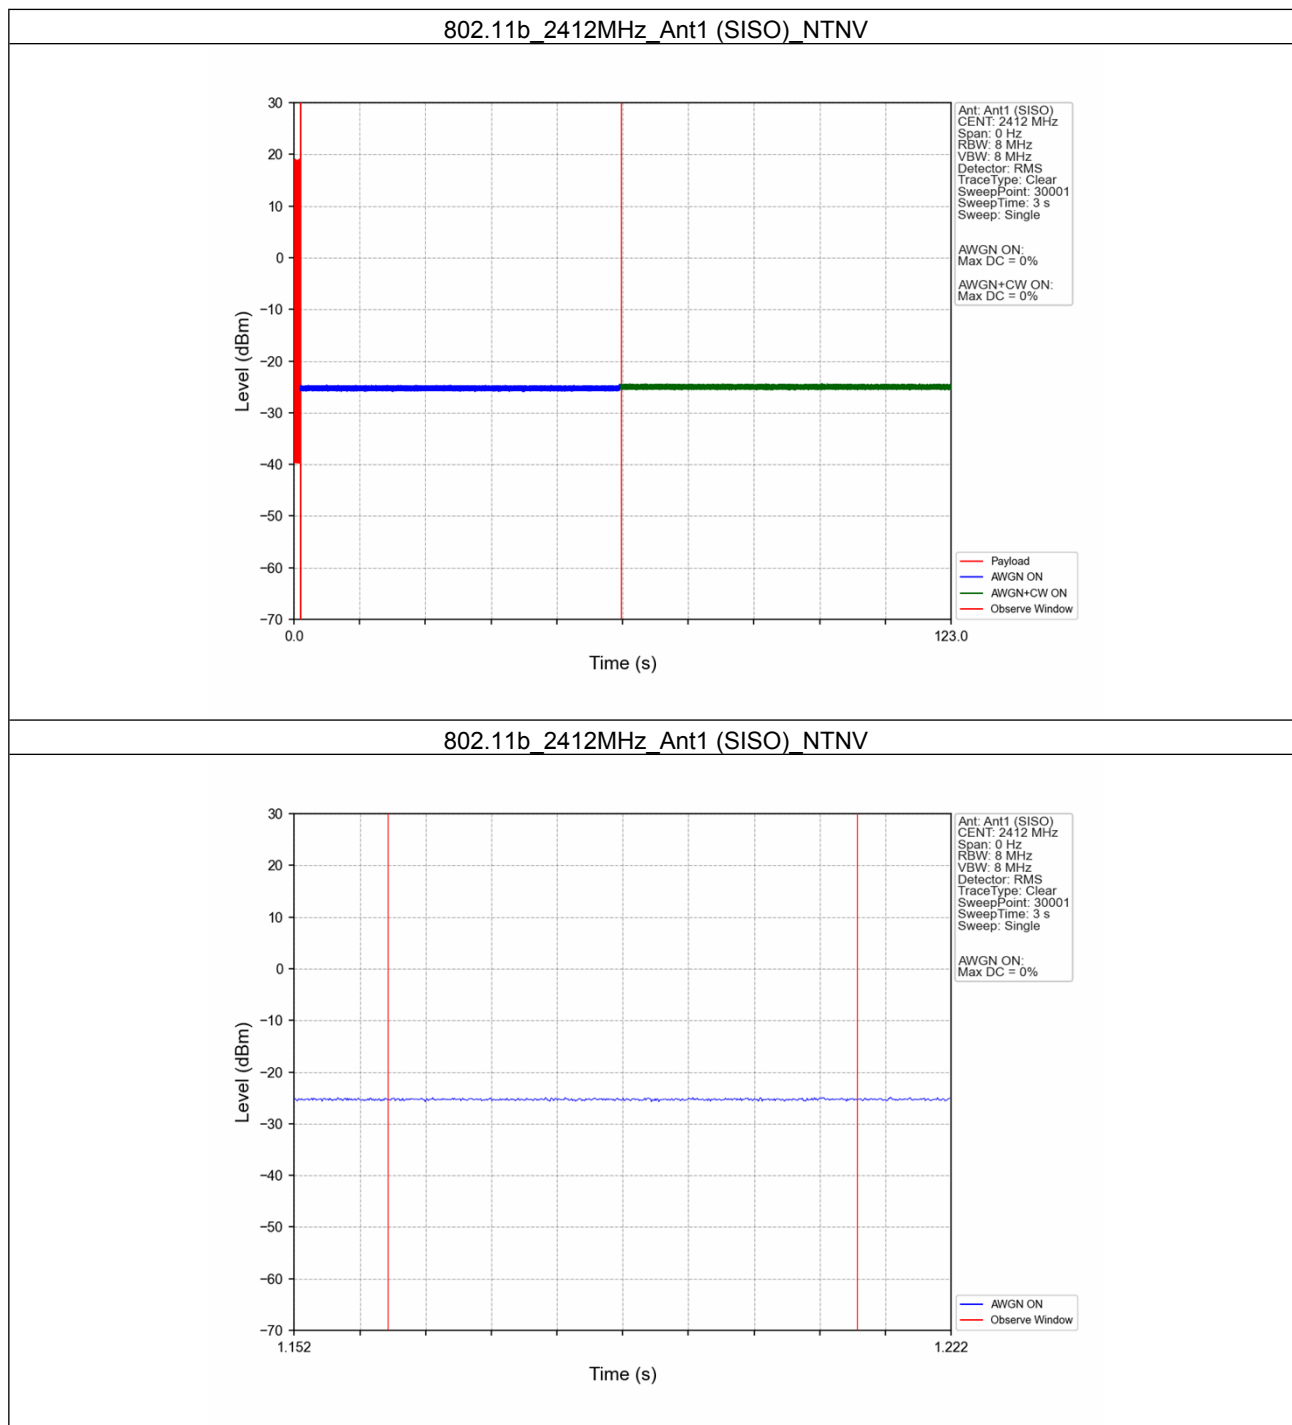 802.11b_2412MHz_Ant1 (SISO)_NTNV
30
20
10
0
−10
−20
−30
−40
−50
−60
−70
Level (dBm)
0.0
123.0
Time (s)
Ant: Ant1 (SISO)
CENT: 2412 MHz
Span: 0 Hz
RBW: 8 MHz
VBW: 8 MHz
Detector: RMS
TraceType: Clear
SweepPoint: 30001
SweepTime: 3 s
Sweep: Single
AWGN ON:
Max DC = 0%
AWGN+CW ON:
Max DC = 0%
Payload
AWGN ON
AWGN+CW ON
Observe Window
802.11b_2412MHz_Ant1 (SISO)_NTNV
30
20
10
0
−10
−20
−30
−40
−50
−60
−70
Level (dBm)
1.152
1.222
Time (s)
Ant: Ant1 (SISO)
CENT: 2412 MHz
Span: 0 Hz
RBW: 8 MHz
VBW: 8 MHz
Detector: RMS
TraceType: Clear
SweepPoint: 30001
SweepTime: 3 s
Sweep: Single
AWGN ON:
Max DC = 0%
AWGN ON
Observe Window